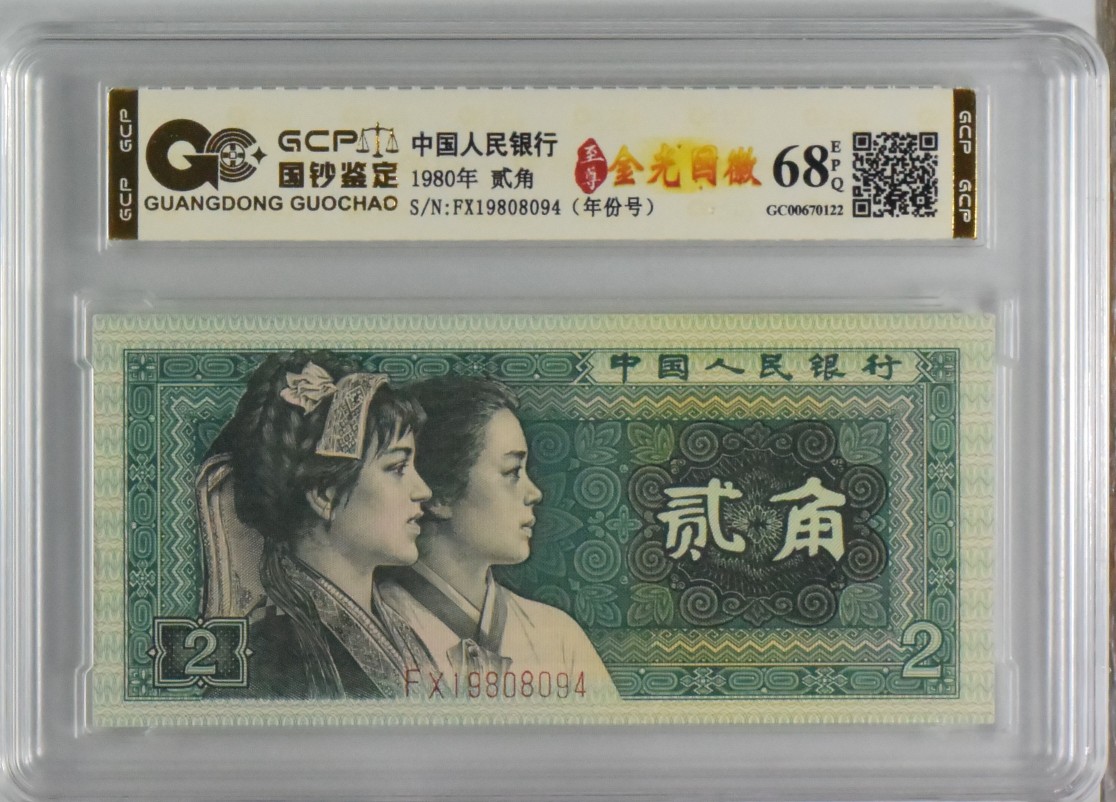 GCP GCP
GCP
国钞鉴定
GUANGDONG GUOCHAO
中国人民银行
1980年 贰角
S/N:FX19808094（年份号）
至尊
金光国徽
68
EPQ
GC00670122
GCP GCP
中国人民银行
贰角
2
2
FX19808094